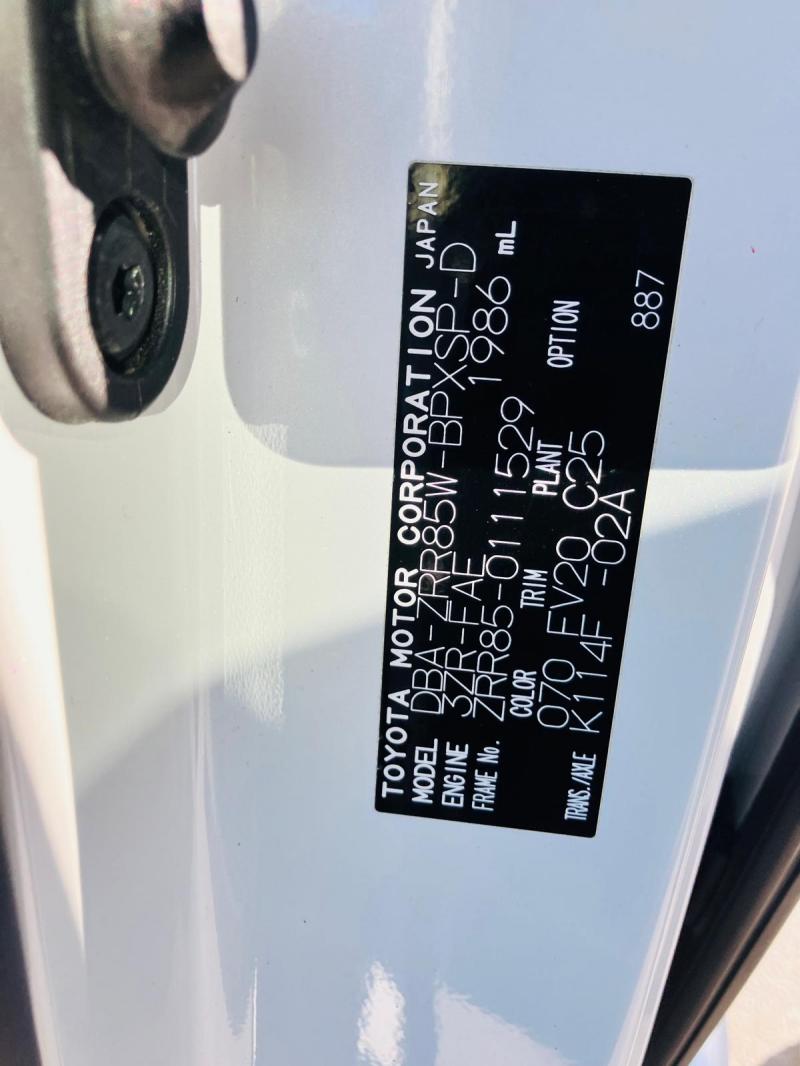 TOYOTA MOTOR CORPORATION JAPAN
MODEL DBA-ZRR85W-BPXSP-D
ENGINE 3ZR-FAE 1986 mL
FRAME No. ZRR85-0111529
COLOR TRIM PLANT OPTION
070 FV20 C25
TRANS./AXLE K114F -02A 887